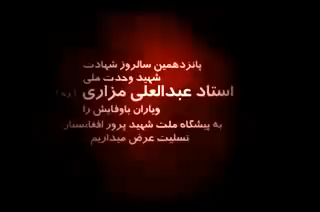 پانزدهمین سالروز شهادت
شهید وحدت ملی
استاد عبدالعلی مزاری
ویاران باوفایش را
به پیشگاه ملت شهید پرور افغانستان
تسلیت عرض میداریم